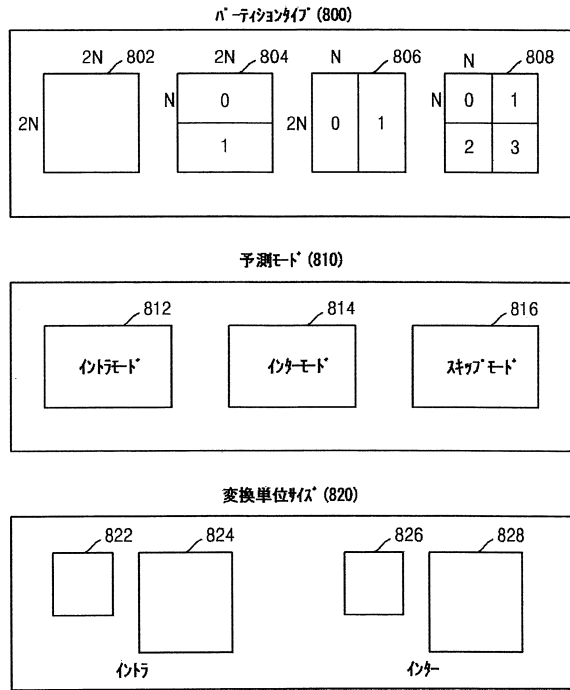 パーティションタイプ(800)
2N 802 2N 804 N 806 N 808
2N N 0 1 2N 0 1 N 0 1 2 3
予測モード(810)
812 814 816
イントラモード インターモード スキップモード
変換単位サイズ(820)
822 824 826 828
イントラ インター